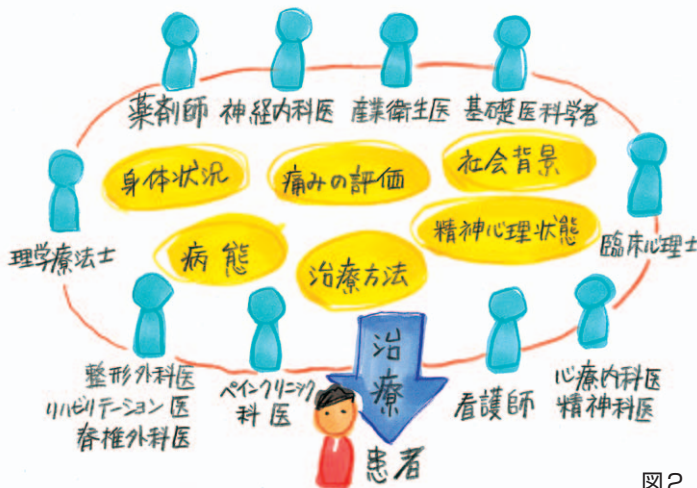 薬剤師
神経内科医
産業衛生医
基礎医科学者
身体状況
痛みの評価
社会背景
理学療法士
病態
治療方法
精神心理状態
臨床心理士
整形外科医
リハビリテーション医
脊椎外科医
ペインクリニック
科医
治療
看護師
心療内科医
精神科医
患者
図2